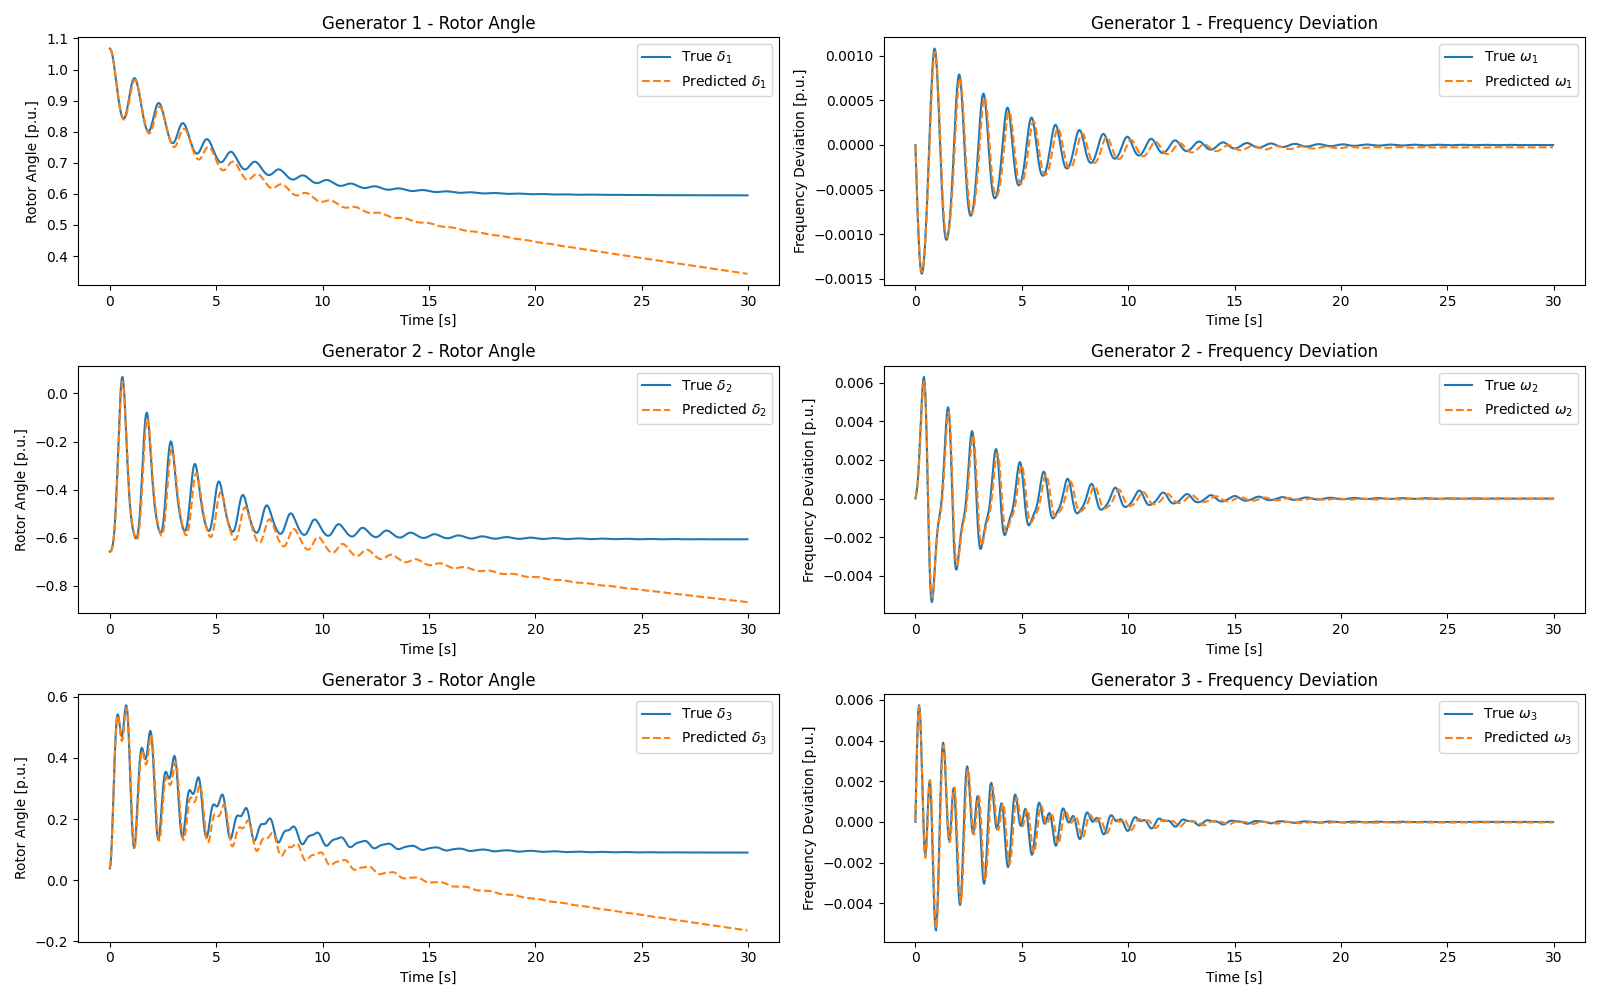 Generator 1 - Rotor Angle
Rotor Angle [p.u.]
1.1
1.0
0.9
0.8
0.7
0.6
0.5
0.4
True δ₁
Predicted δ₁
0 5 10 15 20 25 30
Time [s]
Generator 1 - Frequency Deviation
Frequency Deviation [p.u.]
0.0010
0.0005
0.0000
−0.0005
−0.0010
−0.0015
True ω₁
Predicted ω₁
0 5 10 15 20 25 30
Time [s]
Generator 2 - Rotor Angle
Rotor Angle [p.u.]
0.0
−0.2
−0.4
−0.6
−0.8
True δ₂
Predicted δ₂
0 5 10 15 20 25 30
Time [s]
Generator 2 - Frequency Deviation
Frequency Deviation [p.u.]
0.006
0.004
0.002
0.000
−0.002
−0.004
True ω₂
Predicted ω₂
0 5 10 15 20 25 30
Time [s]
Generator 3 - Rotor Angle
Rotor Angle [p.u.]
0.6
0.4
0.2
0.0
−0.2
True δ₃
Predicted δ₃
0 5 10 15 20 25 30
Time [s]
Generator 3 - Frequency Deviation
Frequency Deviation [p.u.]
0.006
0.004
0.002
0.000
−0.002
−0.004
True ω₃
Predicted ω₃
0 5 10 15 20 25 30
Time [s]